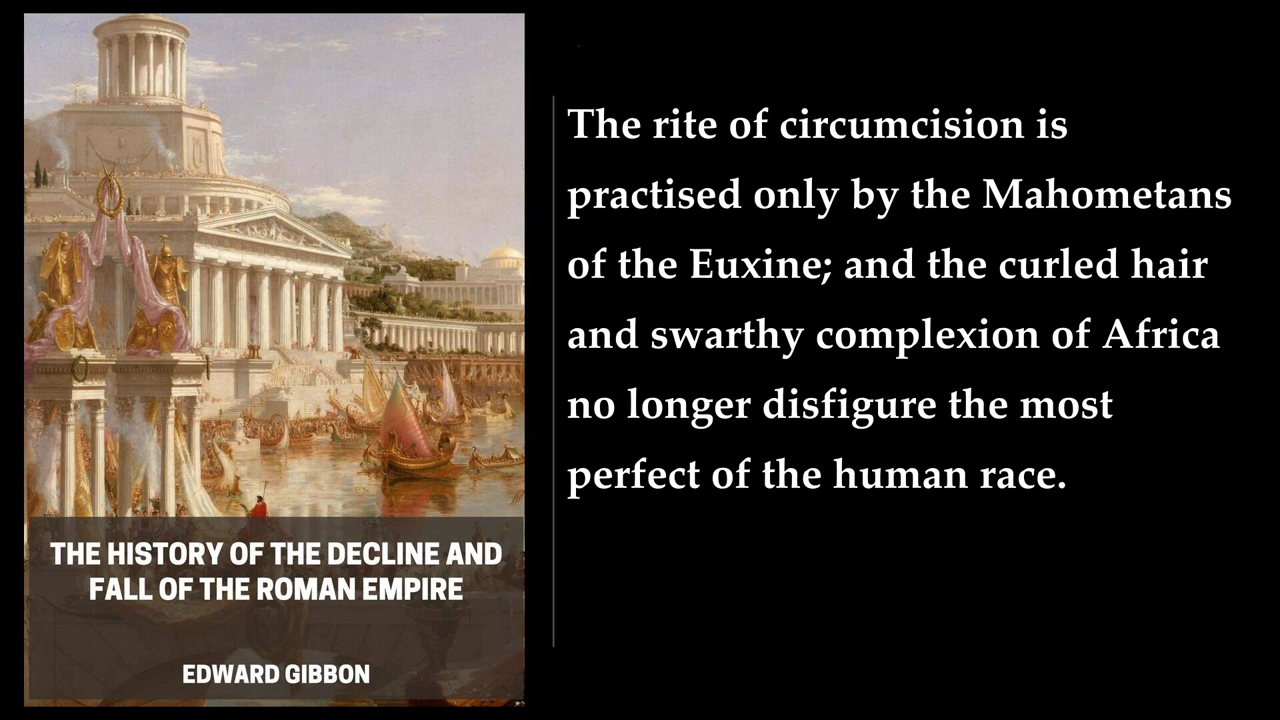 The rite of circumcision is
practised only by the Mahometans
of the Euxine; and the curled hair
and swarthy complexion of Africa
no longer disfigure the most
perfect of the human race.
THE HISTORY OF THE DECLINE AND
FALL OF THE ROMAN EMPIRE
EDWARD GIBBON